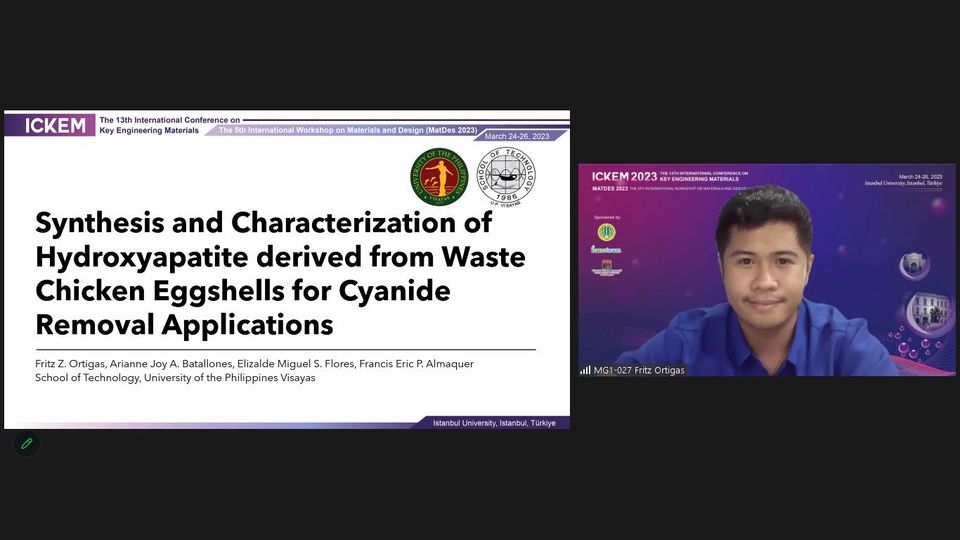 ICKEM
The 13th International Conference on
Key Engineering Materials
The 5th International Workshop on Materials and Design (MatDes 2023)
March 24-26, 2023
UNIVERSITY OF THE PHILIPPINES
VISAYAS
SCHOOL OF TECHNOLOGY
1986
UP VISAYAS
Synthesis and Characterization of
Hydroxyapatite derived from Waste
Chicken Eggshells for Cyanide
Removal Applications
Fritz Z. Ortigas, Arianne Joy A. Batallones, Elizalde Miguel S. Flores, Francis Eric P. Almaquer
School of Technology, University of the Philippines Visayas
Istanbul University, Istanbul, Türkiye
ICKEM 2023
THE 13TH INTERNATIONAL CONFERENCE ON
KEY ENGINEERING MATERIALS
MATDES 2023
THE 5TH INTERNATIONAL WORKSHOP ON MATERIALS AND DESIGN
March 24-26, 2023
Istanbul University, Istanbul, Türkiye
Sponsored by
MG1-027 Fritz Ortigas